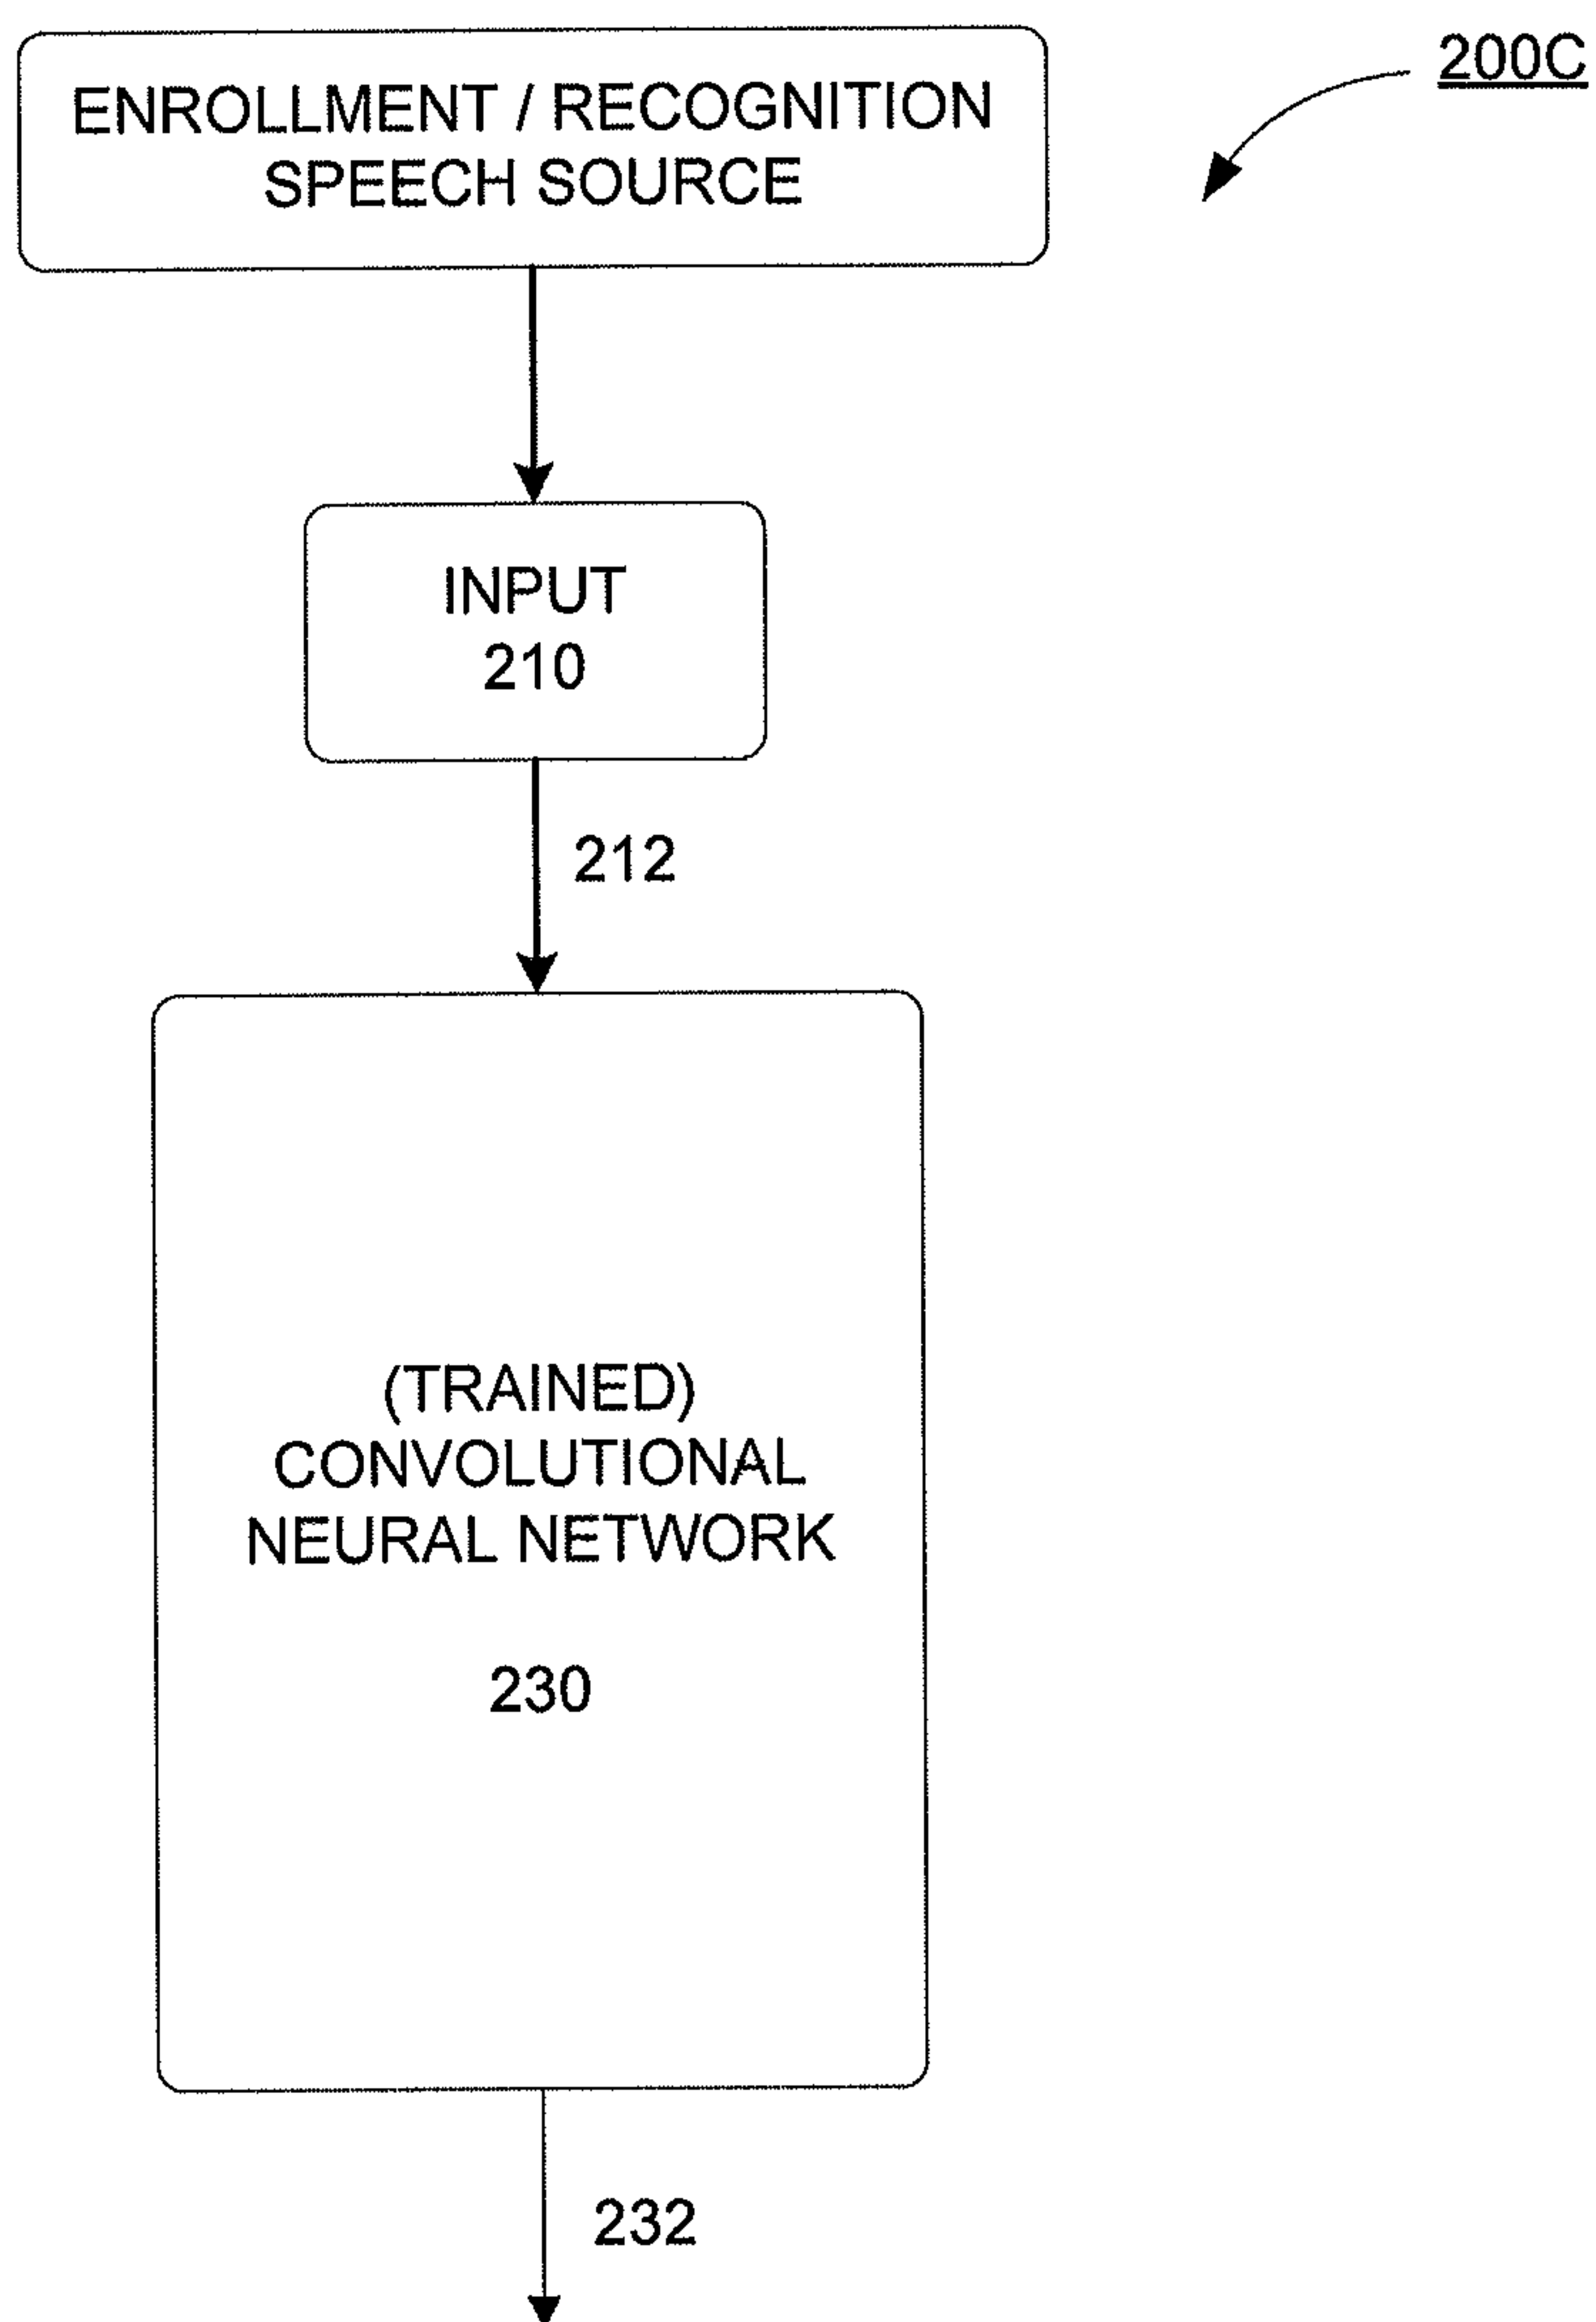 200C
ENROLLMENT / RECOGNITION
SPEECH SOURCE
INPUT
210
212
(TRAINED)
CONVOLUTIONAL
NEURAL NETWORK
230
232